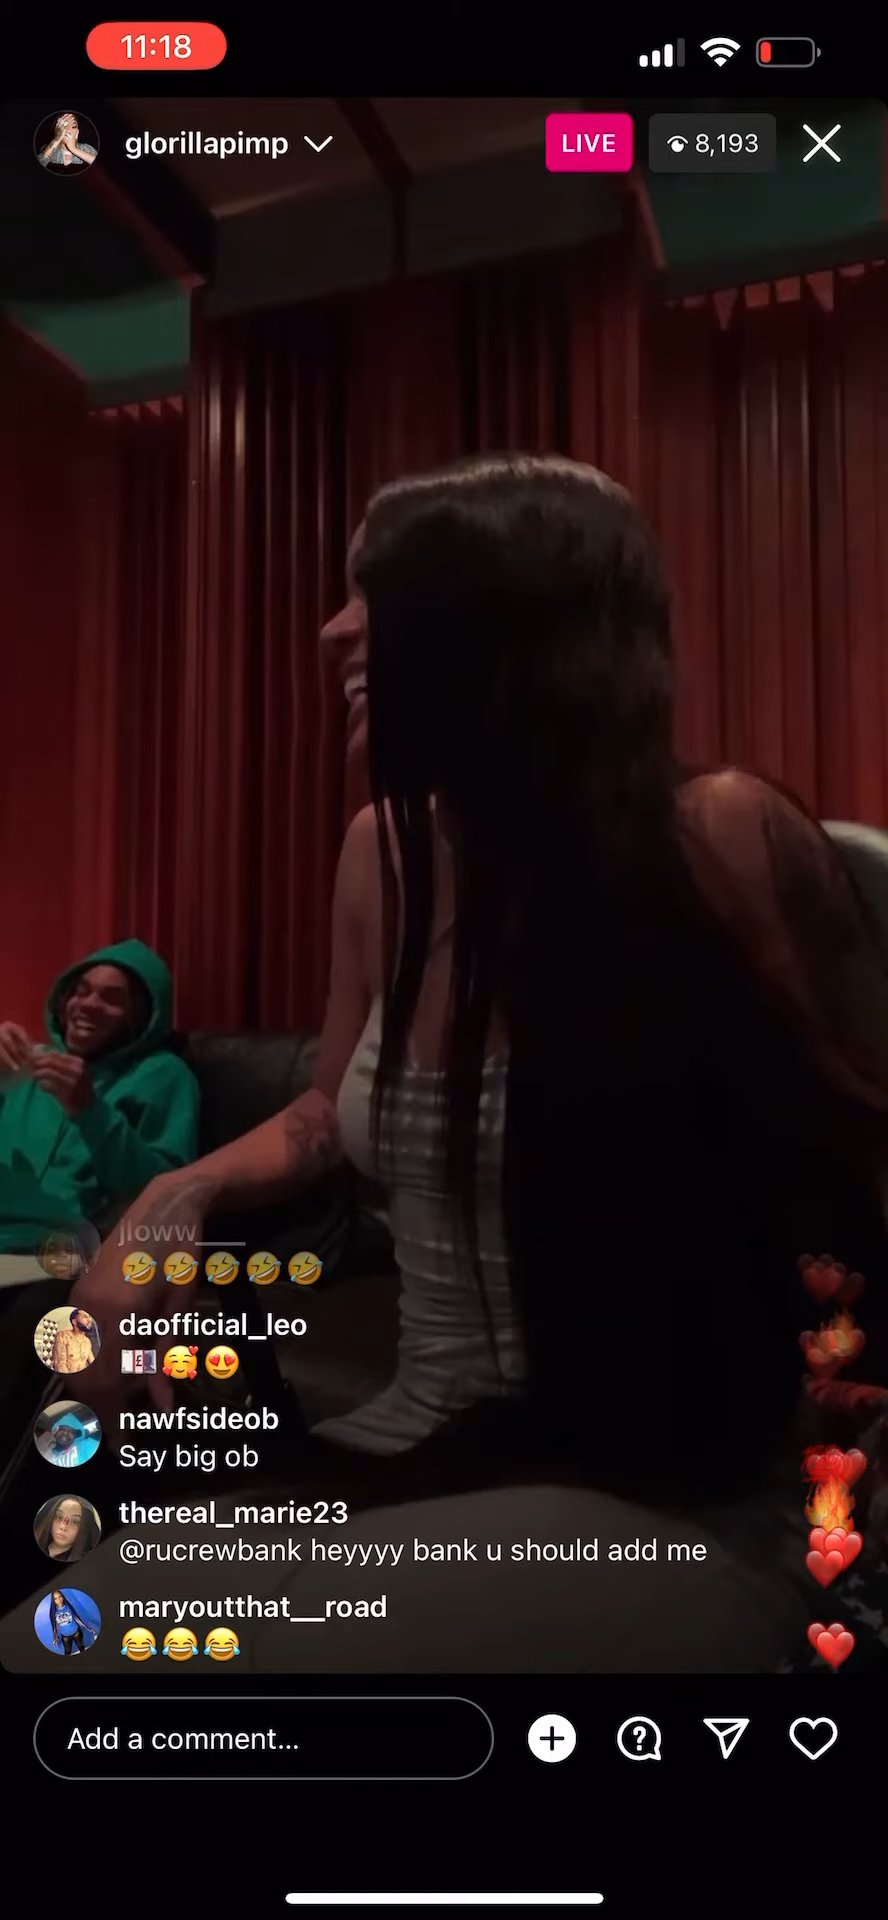 11:18
glorillapimp
LIVE
8,193
jloww___
🤣🤣🤣🤣🤣
daofficial_leo
💷🥰😍
nawfsideob
Say big ob
thereal_marie23
@rucrewbank heyyyy bank u should add me
maryoutthat__road
😂😂😂
Add a comment...